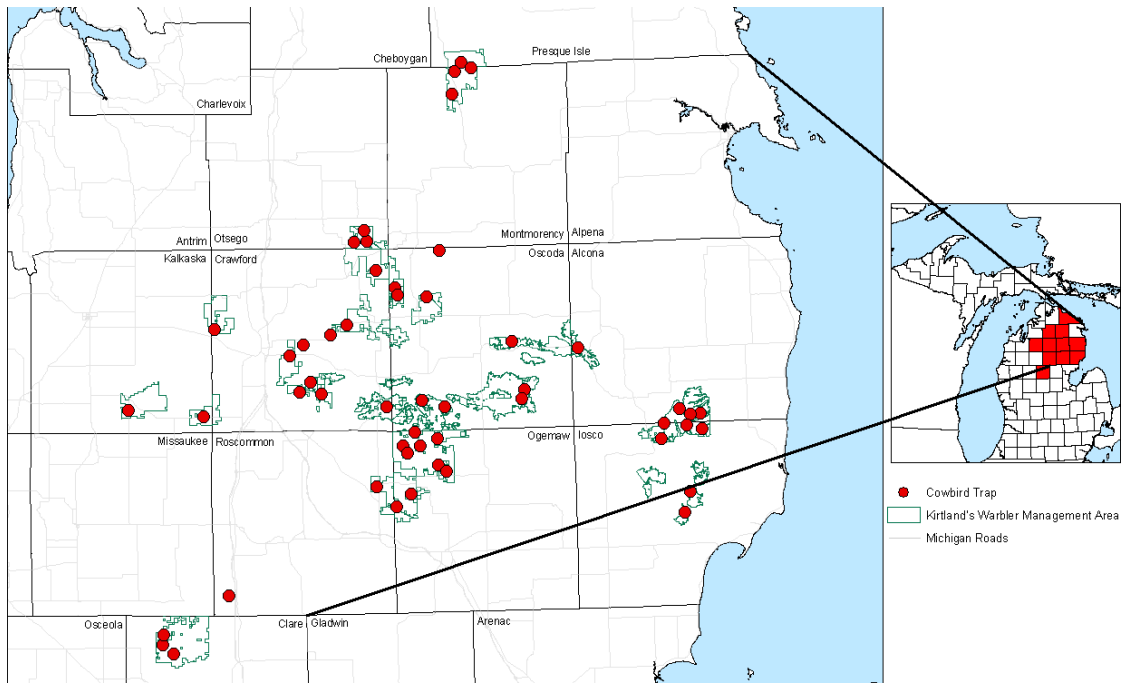 Presque Isle
Cheboygan
Charlevoix
Antrim Otsego
Montmorency Alpena
Kalkaska Crawford
Oscoda Alcona
Missaukee Roscommon
Ogemaw Iosco
Osceola
Clare Gladwin
Arenac
Cowbird Trap
Kirtland's Warbler Management Area
Michigan Roads